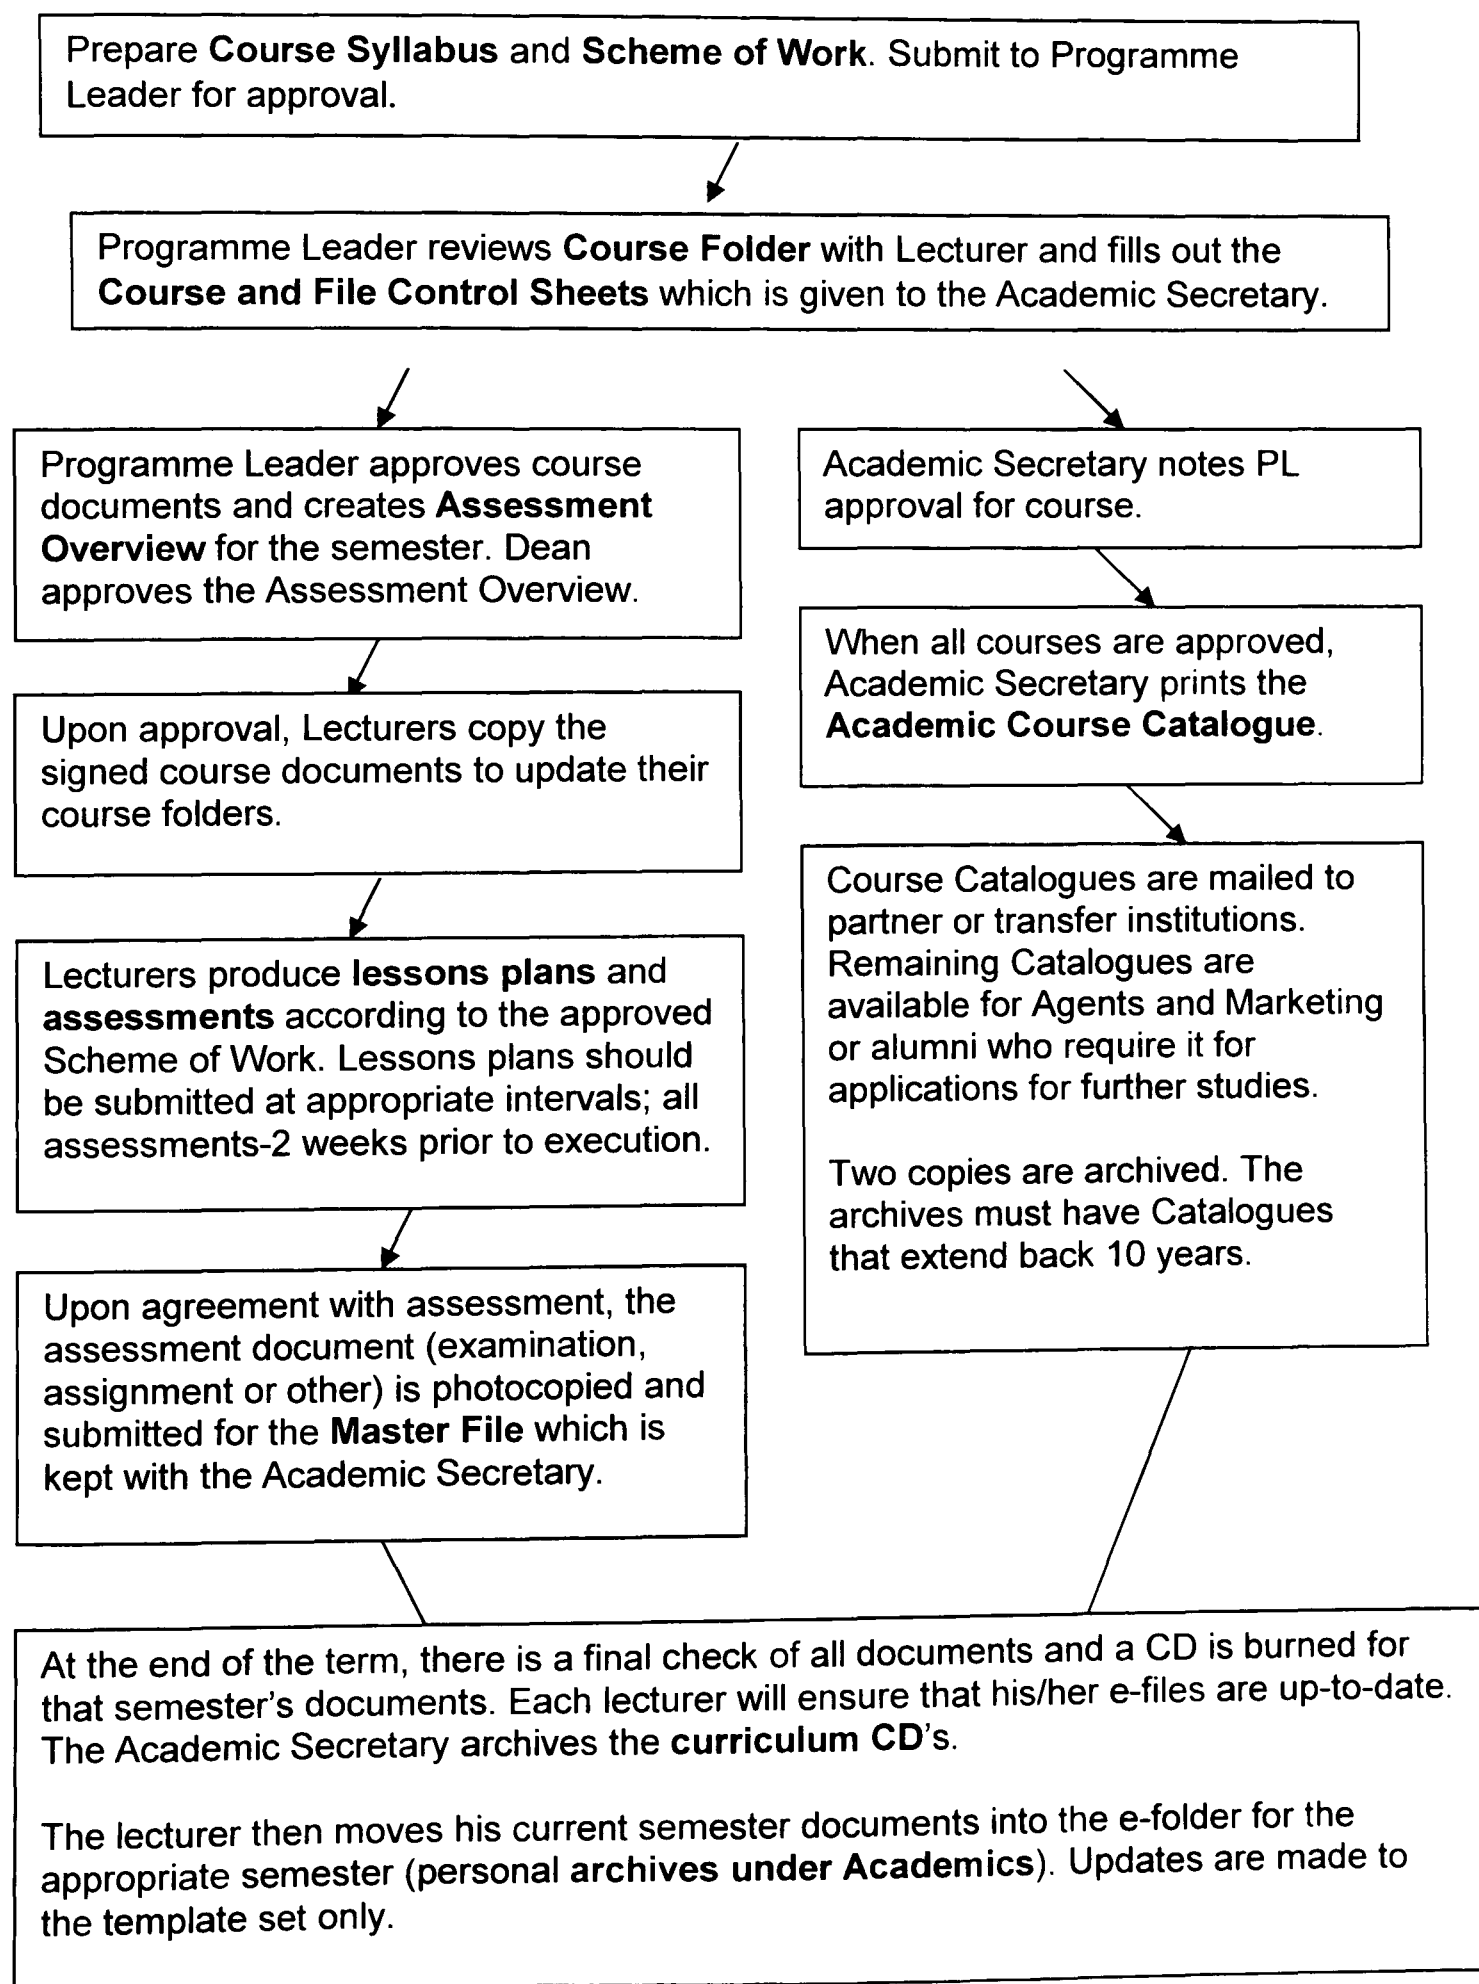 Prepare Course Syllabus and Scheme of Work. Submit to Programme
Leader for approval.
Programme Leader reviews Course Folder with Lecturer and fills out the
Course and File Control Sheets which is given to the Academic Secretary.
Programme Leader approves course
documents and creates Assessment
Overview for the semester. Dean
approves the Assessment Overview.
Upon approval, Lecturers copy the
signed course documents to update their
course folders.
Lecturers produce lessons plans and
assessments according to the approved
Scheme of Work. Lessons plans should
be submitted at appropriate intervals; all
assessments-2 weeks prior to execution.
Upon agreement with assessment, the
assessment document (examination,
assignment or other) is photocopied and
submitted for the Master File which is
kept with the Academic Secretary.
Academic Secretary notes PL
approval for course.
When all courses are approved,
Academic Secretary prints the
Academic Course Catalogue.
Course Catalogues are mailed to
partner or transfer institutions.
Remaining Catalogues are
available for Agents and Marketing
or alumni who require it for
applications for further studies.
Two copies are archived. The
archives must have Catalogues
that extend back 10 years.
At the end of the term, there is a final check of all documents and a CD is burned for
that semester's documents. Each lecturer will ensure that his/her e-files are up-to-date.
The Academic Secretary archives the curriculum CD's.
The lecturer then moves his current semester documents into the e-folder for the
appropriate semester (personal archives under Academics). Updates are made to
the template set only.